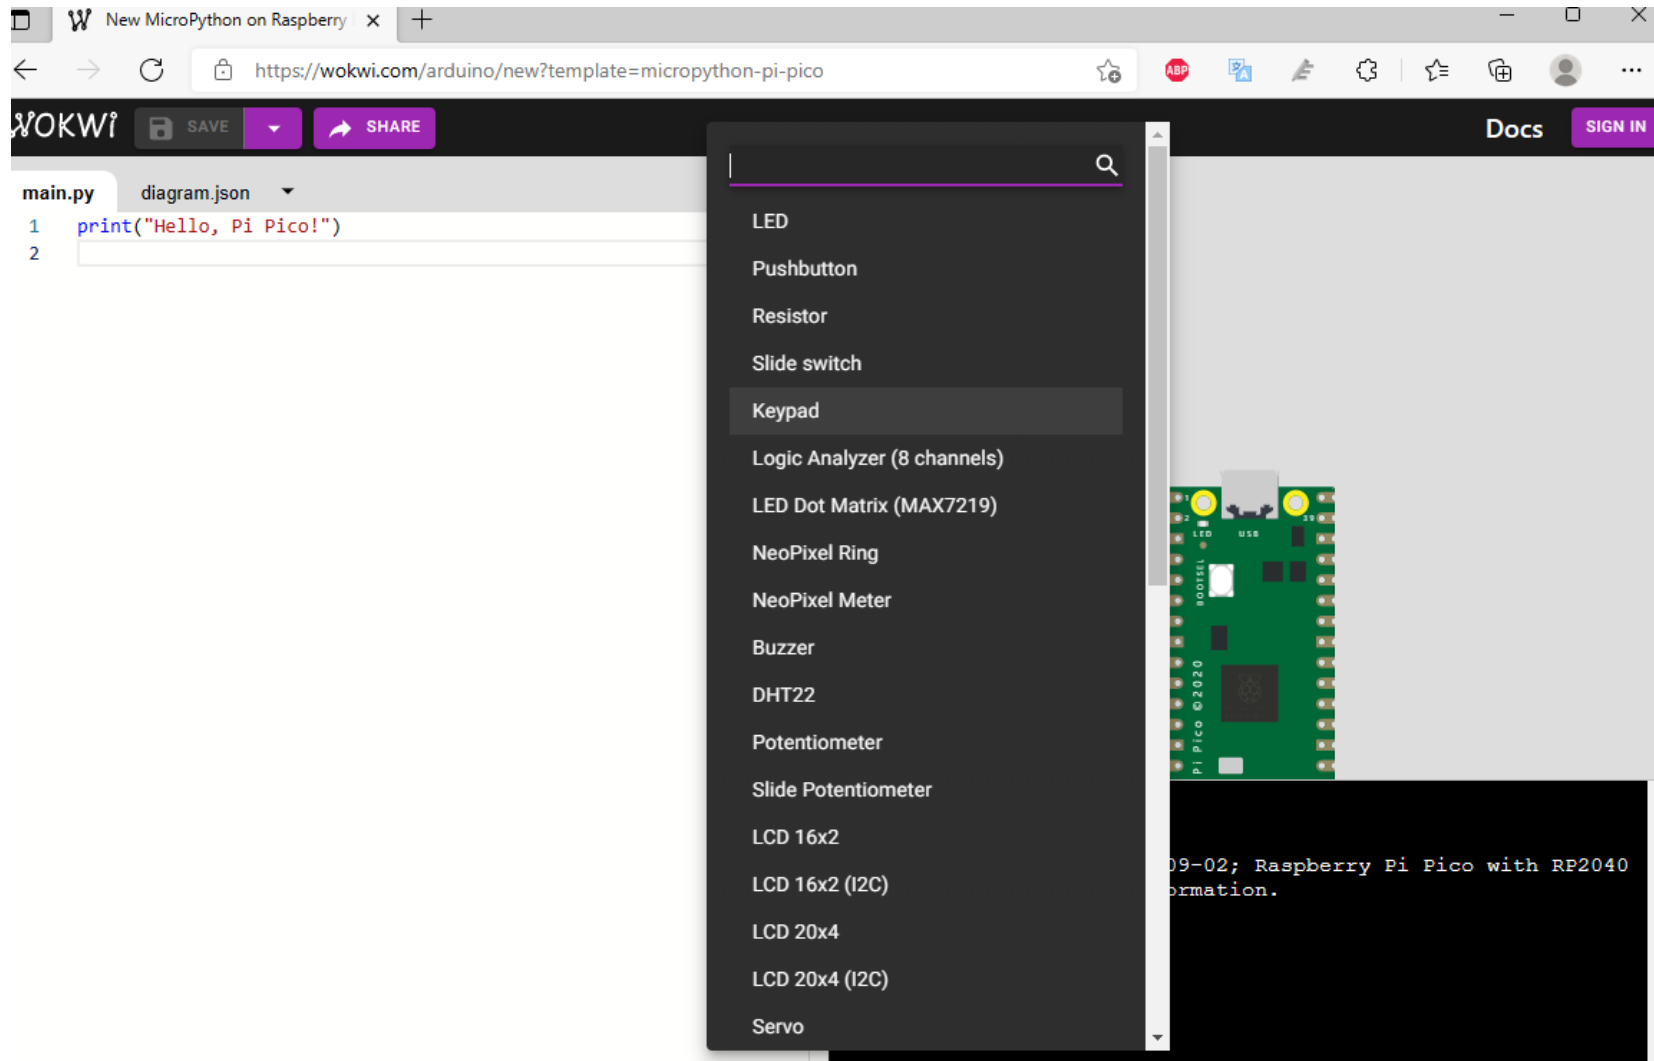 New MicroPython on Raspberry
https://wokwi.com/arduino/new?template=micropython-pi-pico
ABP
WOKWi
SAVE
SHARE
Docs
SIGN IN
main.py
diagram.json
1 print("Hello, Pi Pico!")
2
LED
Pushbutton
Resistor
Slide switch
Keypad
Logic Analyzer (8 channels)
LED Dot Matrix (MAX7219)
NeoPixel Ring
NeoPixel Meter
Buzzer
DHT22
Potentiometer
Slide Potentiometer
LCD 16x2
LCD 16x2 (I2C)
LCD 20x4
LCD 20x4 (I2C)
Servo
1
2
39
LED
USB
BOOTSEL
Pi Pico ©2020
09-02; Raspberry Pi Pico with RP2040
ormation.